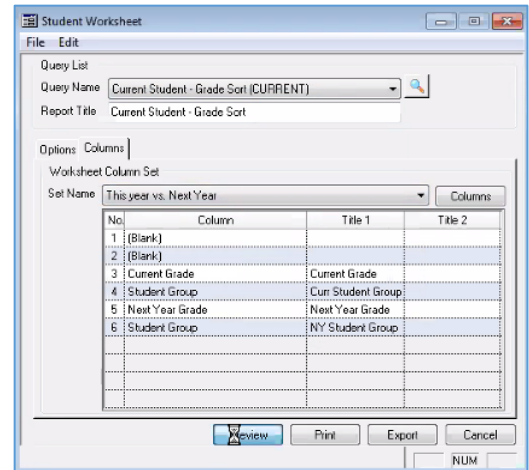 Student Worksheet
File Edit
Query List
Query Name Current Student - Grade Sort (CURRENT)
Report Title Current Student - Grade Sort
Options Columns
Worksheet Column Set
Set Name This year vs. Next Year Columns
No. Column Title 1 Title 2
1 (Blank)
2 (Blank)
3 Current Grade Current Grade
4 Student Group Curr Student Group
5 Next Year Grade Next Year Grade
6 Student Group NY Student Group
Review Print Export Cancel
NUM